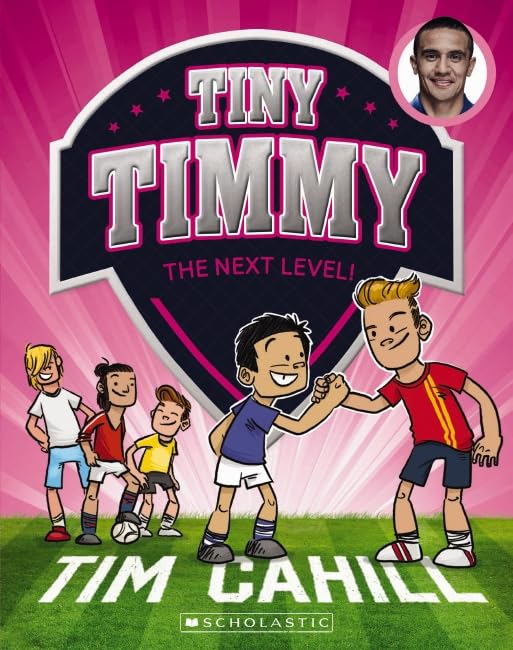 TINY
TIMMY
THE NEXT LEVEL!
TIM CAHILL
SCHOLASTIC